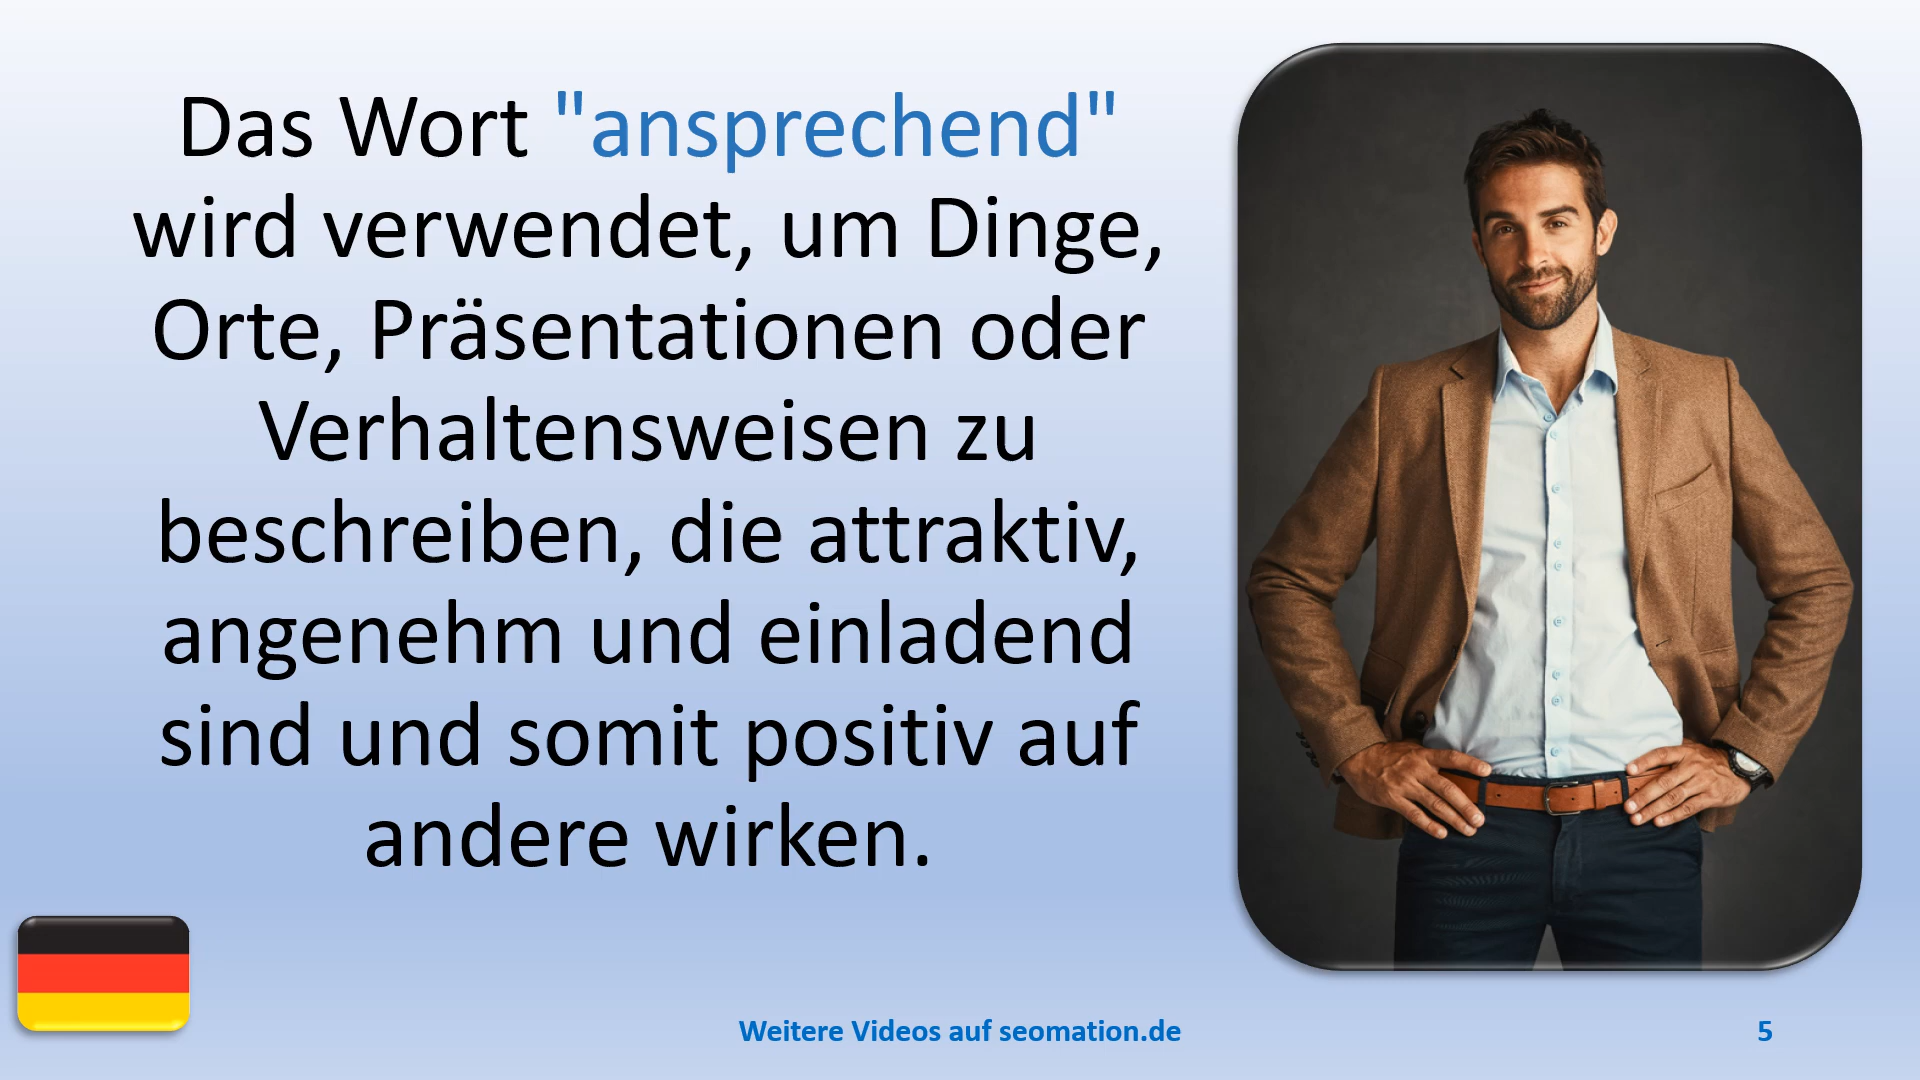 Das Wort "ansprechend"
wird verwendet, um Dinge,
Orte, Präsentationen oder
Verhaltensweisen zu
beschreiben, die attraktiv,
angenehm und einladend
sind und somit positiv auf
andere wirken.
Weitere Videos auf seomation.de
5